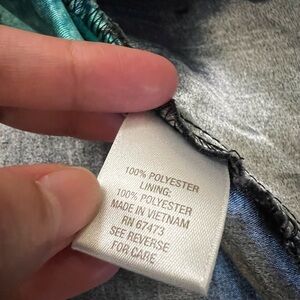 100% POLYESTER
LINING:
100% POLYESTER
MADE IN VIETNAM
RN 67473
SEE REVERSE
FOR CARE